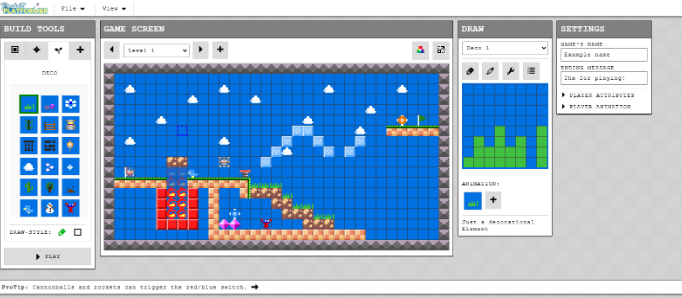 Pocket
PLATFORMER
File
View
BUILD TOOLS
DECO
DRAW-STYLE:
PLAY
GAME SCREEN
Level 1
DRAW
Deco 1
ANIMATION:
Just a decorational
Element
SETTINGS
GAME'S NAME
Example name
ENDING MESSAGE
Thx for playing!
PLAYER ATTRIBUTES
PLAYER ANIMATION
ProTip: Cannonballs and rockets can trigger the red/blue switch.